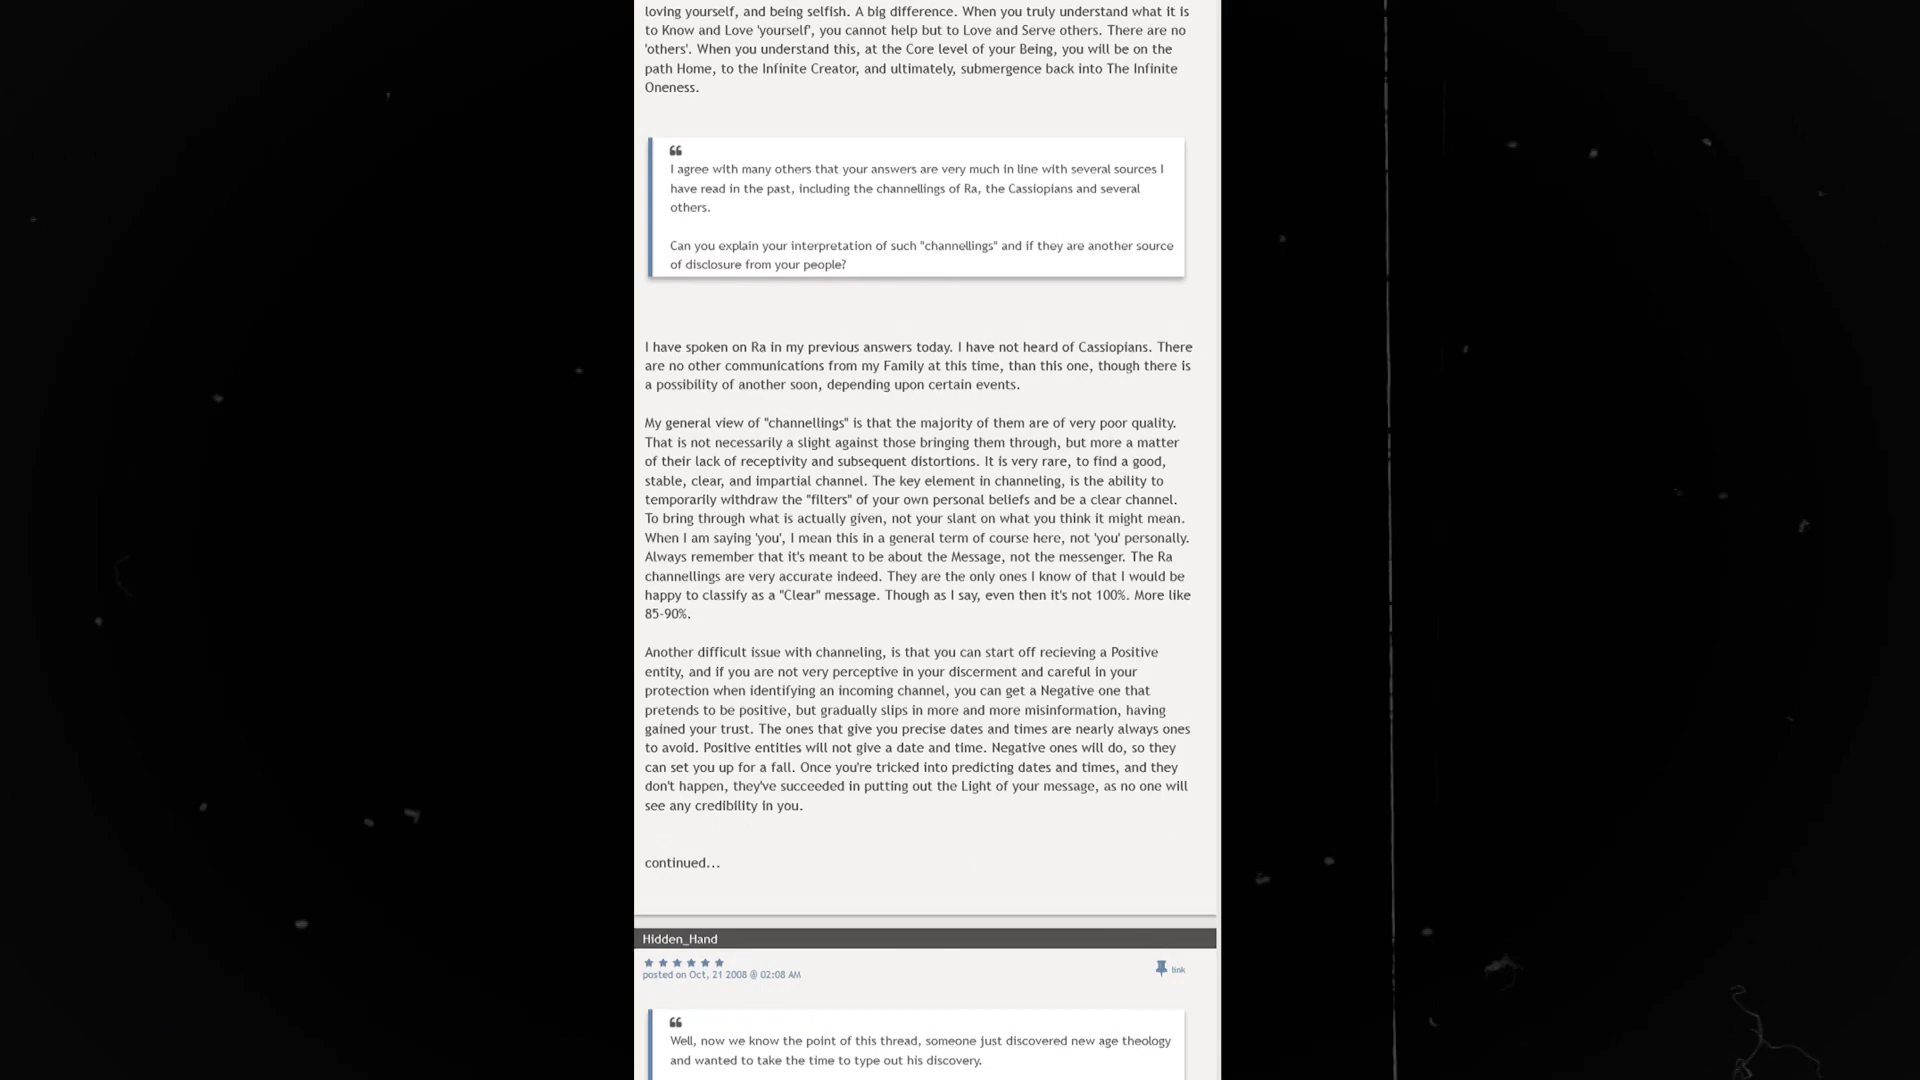 loving yourself, and being selfish. A big difference. When you truly understand what it is
to Know and Love 'yourself', you cannot help but to Love and Serve others. There are no
'others'. When you understand this, at the Core level of your Being, you will be on the
path Home, to the Infinite Creator, and ultimately, submergence back into The Infinite
Oneness.
I agree with many others that your answers are very much in line with several sources I
have read in the past, including the channellings of Ra, the Cassiopians and several
others.
Can you explain your interpretation of such "channellings" and if they are another source
of disclosure from your people?
I have spoken on Ra in my previous answers today. I have not heard of Cassiopians. There
are no other communications from my Family at this time, than this one, though there is
a possibility of another soon, depending upon certain events.
My general view of "channellings" is that the majority of them are of very poor quality.
That is not necessarily a slight against those bringing them through, but more a matter
of their lack of receptivity and subsequent distortions. It is very rare, to find a good,
stable, clear, and impartial channel. The key element in channeling, is the ability to
temporarily withdraw the "filters" of your own personal beliefs and be a clear channel.
To bring through what is actually given, not your slant on what you think it might mean.
When I am saying 'you', I mean this in a general term of course here, not 'you' personally.
Always remember that it's meant to be about the Message, not the messenger. The Ra
channellings are very accurate indeed. They are the only ones I know of that I would be
happy to classify as a "Clear" message. Though as I say, even then it's not 100%. More like
85-90%.
Another difficult issue with channeling, is that you can start off recieving a Positive
entity, and if you are not very perceptive in your discerment and careful in your
protection when identifying an incoming channel, you can get a Negative one that
pretends to be positive, but gradually slips in more and more misinformation, having
gained your trust. The ones that give you precise dates and times are nearly always ones
to avoid. Positive entities will not give a date and time. Negative ones will do, so they
can set you up for a fall. Once you're tricked into predicting dates and times, and they
don't happen, they've succeeded in putting out the Light of your message, as no one will
see any credibility in you.
continued...
Hidden_Hand
posted on Oct, 21 2008 @ 02:08 AM
link
Well, now we know the point of this thread, someone just discovered new age theology
and wanted to take the time to type out his discovery.